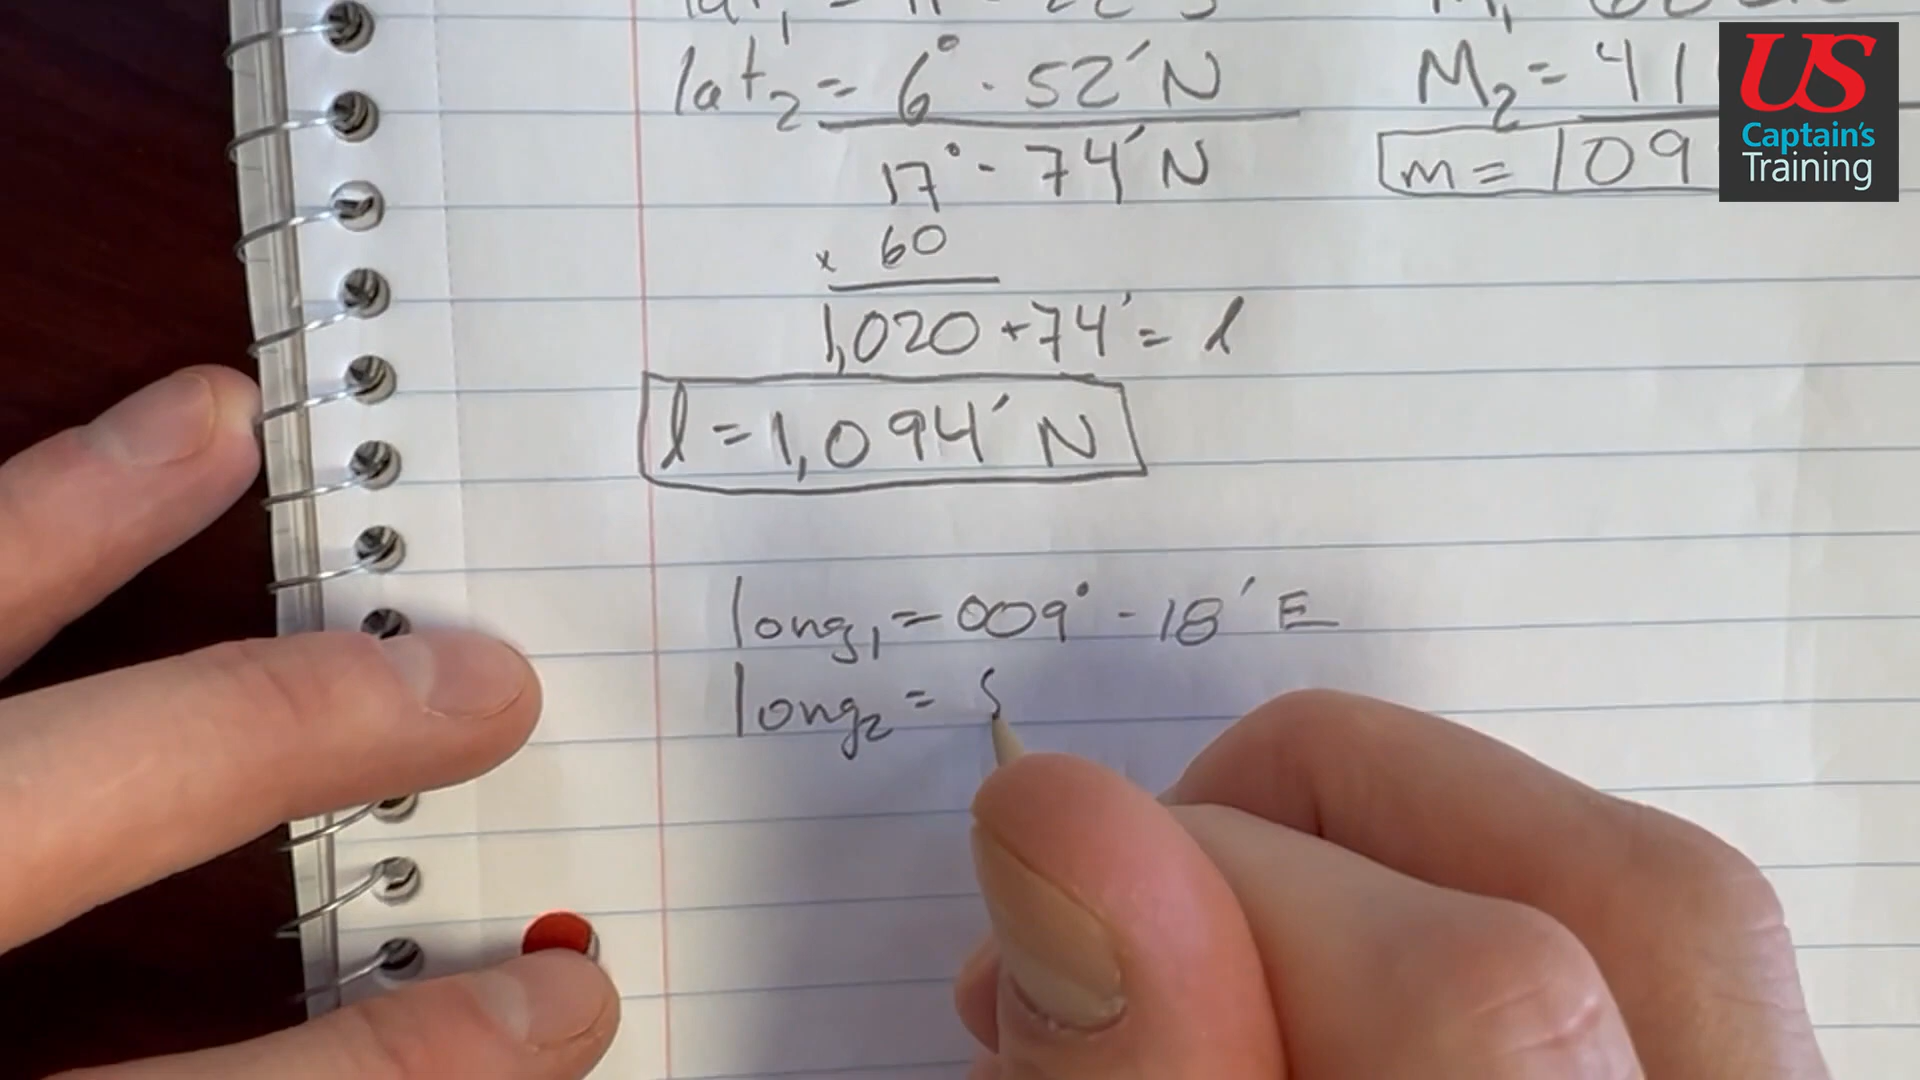 lat₂ = 6° - 52' N
M₂ = 41
17° - 74' N
m = 109
x 60
1,020 + 74' = l
l = 1,094' N
long₁ = 009° - 18' E
long₂ =
US
Captain's
Training